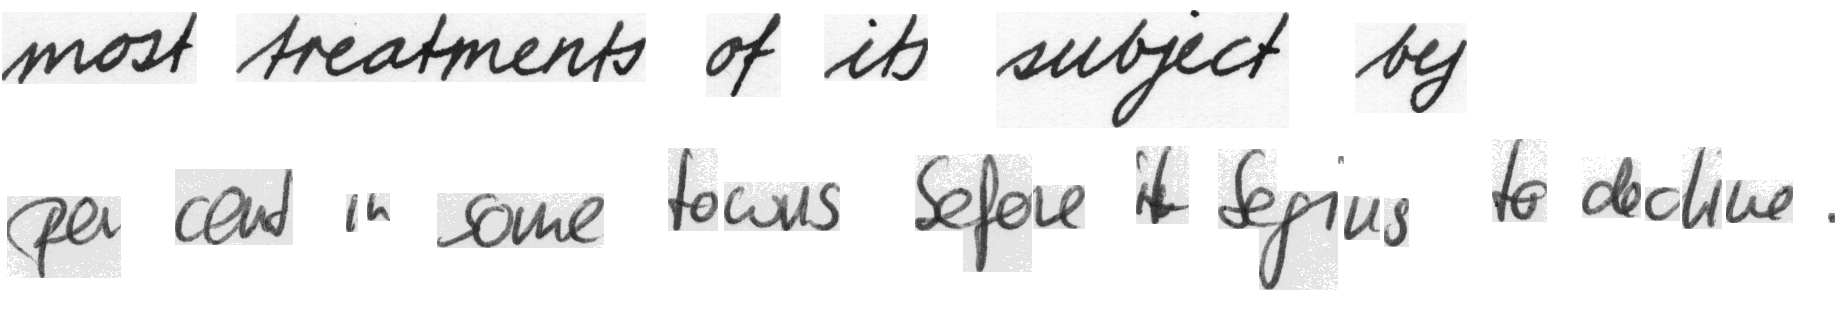 most treatments of its subject by
per cent in some towns before it begins to decline .